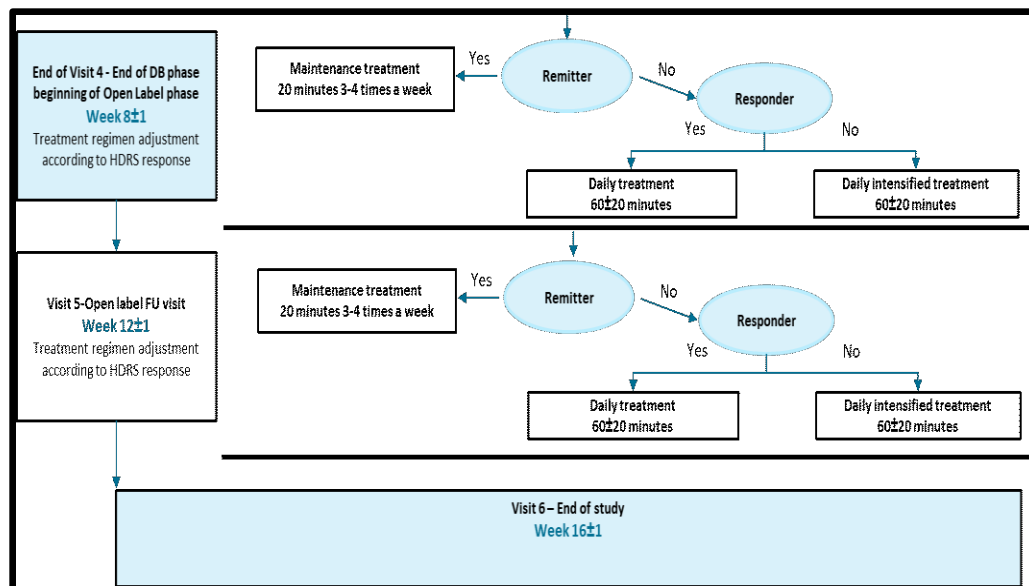 End of Visit 4 - End of DB phase
beginning of Open Label phase
Week 8±1
Treatment regimen adjustment
according to HDRS response
Yes
Maintenance treatment
20 minutes 3-4 times a week
Remitter
No
Responder
Yes
No
Daily treatment
60±20 minutes
Daily intensified treatment
60±20 minutes
Visit 5-Open label FU visit
Week 12±1
Treatment regimen adjustment
according to HDRS response
Yes
Maintenance treatment
20 minutes 3-4 times a week
Remitter
No
Responder
Yes
No
Daily treatment
60±20 minutes
Daily intensified treatment
60±20 minutes
Visit 6 – End of study
Week 16±1